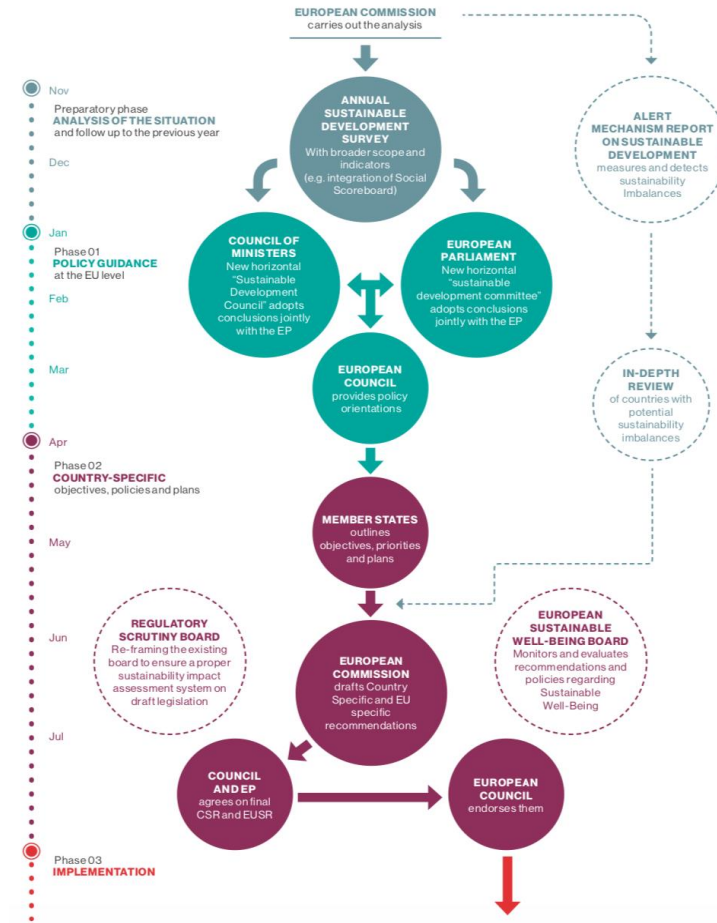 EUROPEAN COMMISSION
carries out the analysis
Nov
Preparatory phase
ANALYSIS OF THE SITUATION
and follow up to the previous year
Dec
ANNUAL
SUSTAINABLE
DEVELOPMENT
SURVEY
With broader scope and
indicators
(e.g. integration of Social
Scoreboard)
ALERT
MECHANISM REPORT
ON SUSTAINABLE
DEVELOPMENT
measures and detects
sustainability
Imbalances
Jan
Phase 01
POLICY GUIDANCE
at the EU level
Feb
COUNCIL OF
MINISTERS
New horizontal
"Sustainable
Development
Council" adopts
conclusions jointly
with the EP
EUROPEAN
PARLIAMENT
New horizontal
"sustainable
development committee"
adopts conclusions
jointly with the EP
Mar
EUROPEAN
COUNCIL
provides policy
orientations
IN-DEPTH
REVIEW
of countries with
potential
sustainability
imbalances
Apr
Phase 02
COUNTRY-SPECIFIC
objectives, policies and plans
May
MEMBER STATES
outlines
objectives, priorities
and plans
Jun
REGULATORY
SCRUTINY BOARD
Re-framing the existing
board to ensure a proper
sustainability impact
assessment system on
draft legislation
EUROPEAN
COMMISSION
drafts Country
Specific and EU
specific
recommendations
EUROPEAN
SUSTAINABLE
WELL-BEING BOARD
Monitors and evaluates
recommendations and
policies regarding
Sustainable
Well-Being
Jul
COUNCIL
AND EP
agrees on final
CSR and EUSR
EUROPEAN
COUNCIL
endorses them
Phase 03
IMPLEMENTATION